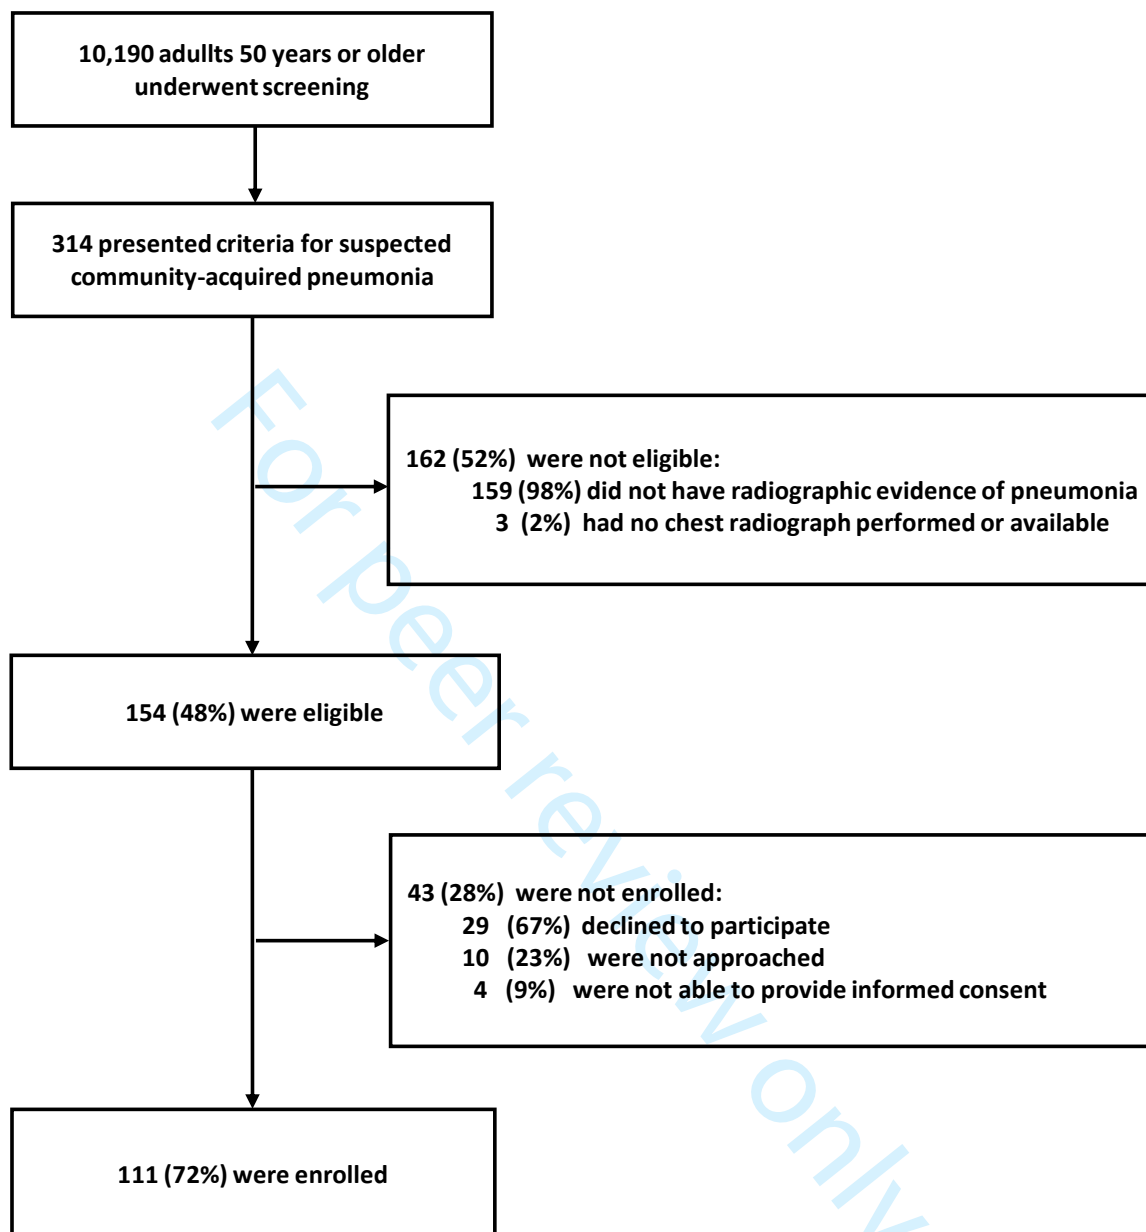 10,190 adullts 50 years or older
underwent screening
314 presented criteria for suspected
community-acquired pneumonia
162 (52%) were not eligible:
159 (98%) did not have radiographic evidence of pneumonia
3 (2%) had no chest radiograph performed or available
154 (48%) were eligible
43 (28%) were not enrolled:
29 (67%) declined to participate
10 (23%) were not approached
4 (9%) were not able to provide informed consent
111 (72%) were enrolled
For peer review only